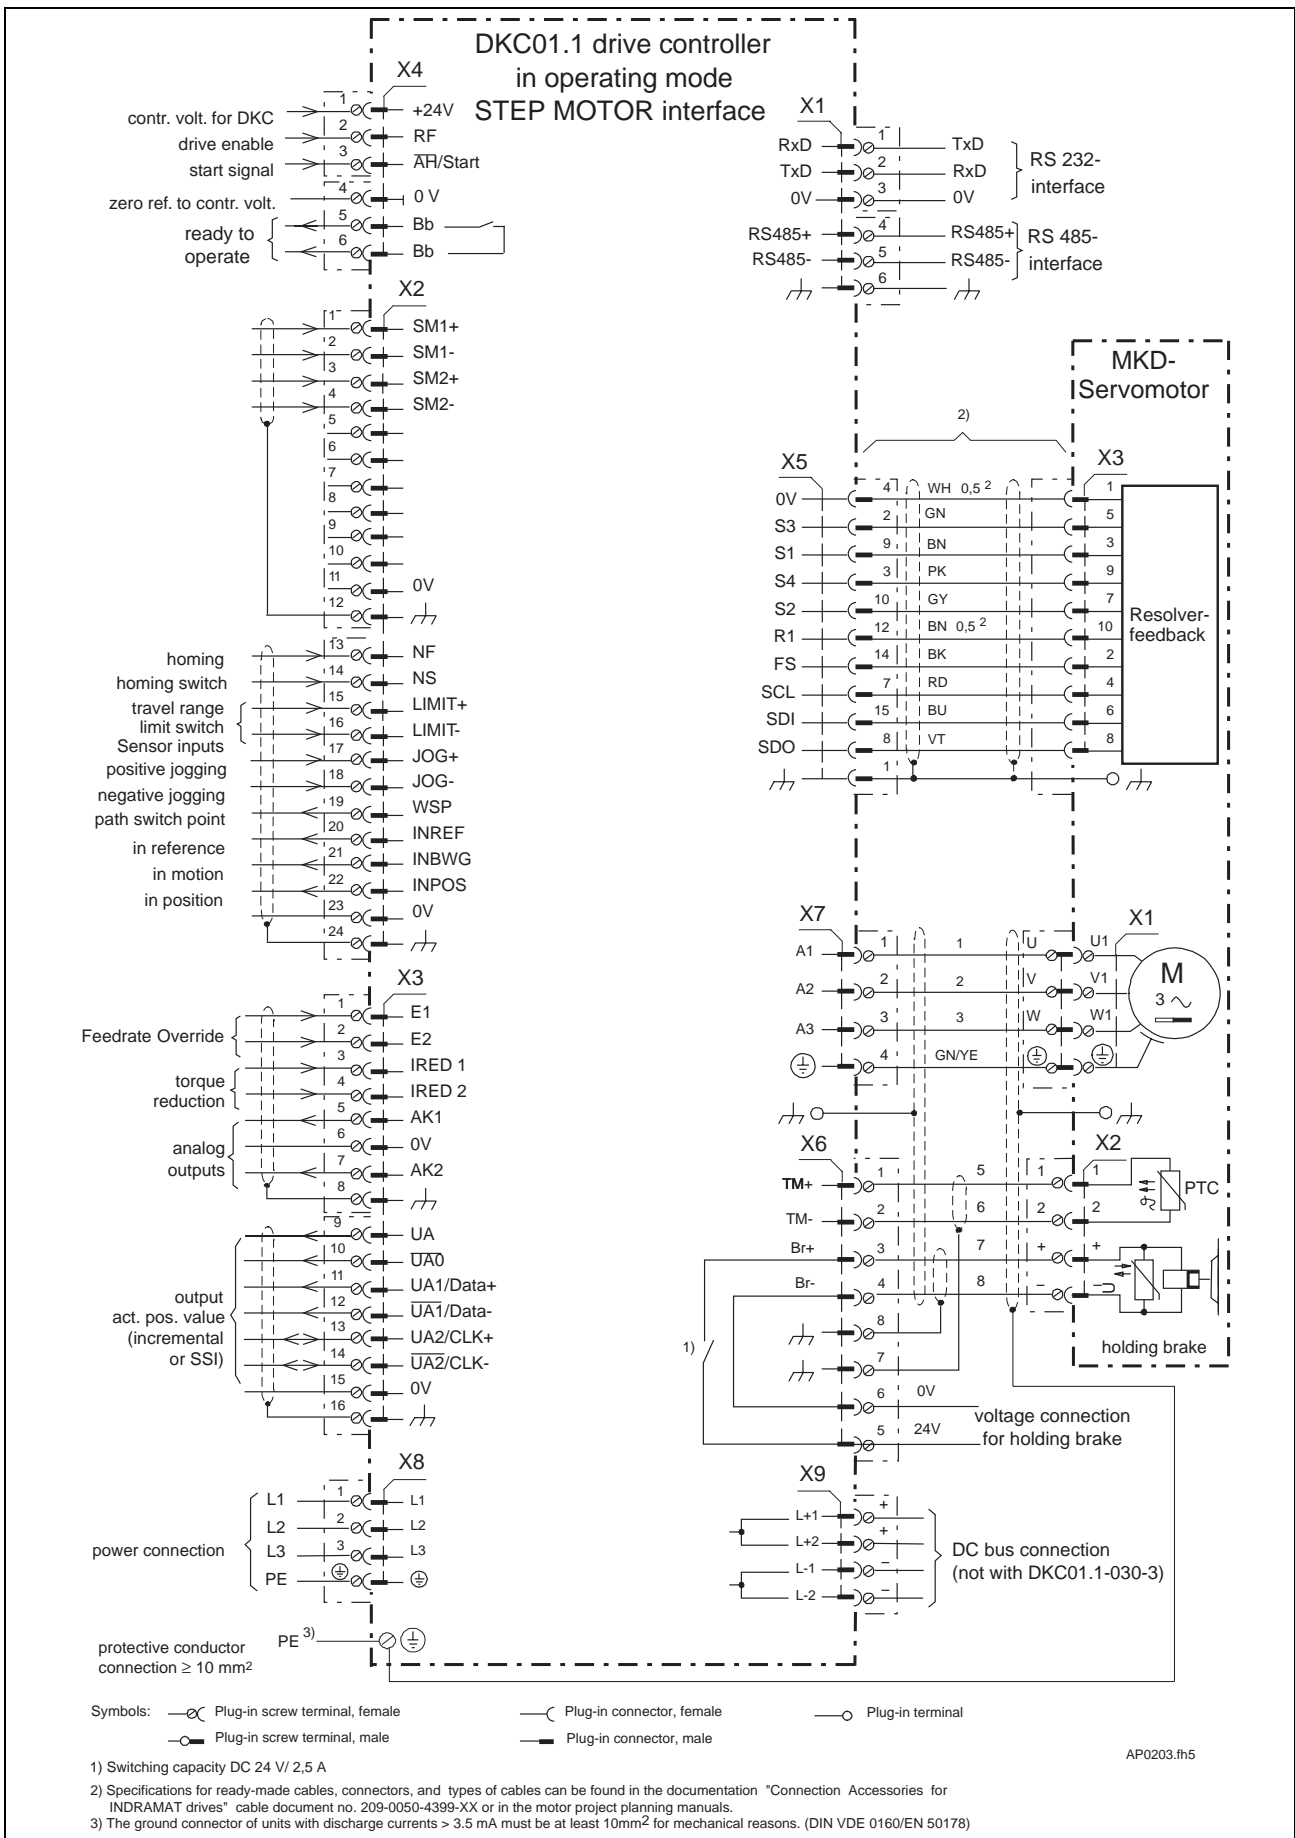 DKC01.1 drive controller
in operating mode
STEP MOTOR interface
X4
contr. volt. for DKC 1 +24V
drive enable 2 RF
start signal 3 A̅H̅/Start
zero ref. to contr. volt. 4 0 V
ready to
operate
5 Bb
6 Bb
X2
1 SM1+
2 SM1-
3 SM2+
4 SM2-
5
6
7
8
9
10
11 0V
12
homing 13 NF
homing switch 14 NS
travel range
limit switch
15 LIMIT+
16 LIMIT-
Sensor inputs
17 JOG+
positive jogging
18 JOG-
negative jogging
19 WSP
path switch point
20 INREF
in reference
21 INBWG
in motion
22 INPOS
in position
23 0V
24
X3
Feedrate Override
1 E1
2 E2
torque
reduction
3 IRED 1
4 IRED 2
analog
outputs
5 AK1
6 0V
7 AK2
8
output
act. pos. value
(incremental
or SSI)
9 UA
10 U̅A̅0̅
11 UA1/Data+
12 U̅A̅1̅/Data-
13 UA2/CLK+
14 U̅A̅2̅/CLK-
15 0V
16
X8
power connection
L1 1 L1
L2 2 L2
L3 3 L3
PE
protective conductor
connection ≥ 10 mm²
PE 3)
X1
RxD 1 TxD
TxD 2 RxD
0V 3 0V
RS 232-
interface
RS485+ 4 RS485+
RS485- 5 RS485-
6
RS 485-
interface
MKD-
Servomotor
2)
X5 X3
0V 4 WH 0,5 ² 1
S3 2 GN 5
S1 9 BN 3
S4 3 PK 9
S2 10 GY 7
R1 12 BN 0,5 ² 10
FS 14 BK 2
SCL 7 RD 4
SDI 15 BU 6
SDO 8 VT 8
1
Resolver-
feedback
X7 X1
A1 1 1 U U1
A2 2 2 V V1
A3 3 3 W W1
4 GN/YE
M
3
X6 X2
TM+ 1 5 1 1
TM- 2 6 2 2
Br+ 3 7 + +
Br- 4 8 - -
ϑ
PTC
U
holding brake
8
7
1)
6 0V
5 24V
voltage connection
for holding brake
X9
L+1 +
L+2 +
L-1 -
L-2 -
DC bus connection
(not with DKC01.1-030-3)
Symbols: Plug-in screw terminal, female Plug-in connector, female Plug-in terminal
Plug-in screw terminal, male Plug-in connector, male
AP0203.fh5
1) Switching capacity DC 24 V/ 2,5 A
2) Specifications for ready-made cables, connectors, and types of cables can be found in the documentation "Connection Accessories for
INDRAMAT drives" cable document no. 209-0050-4399-XX or in the motor project planning manuals.
3) The ground connector of units with discharge currents > 3.5 mA must be at least 10mm² for mechanical reasons. (DIN VDE 0160/EN 50178)